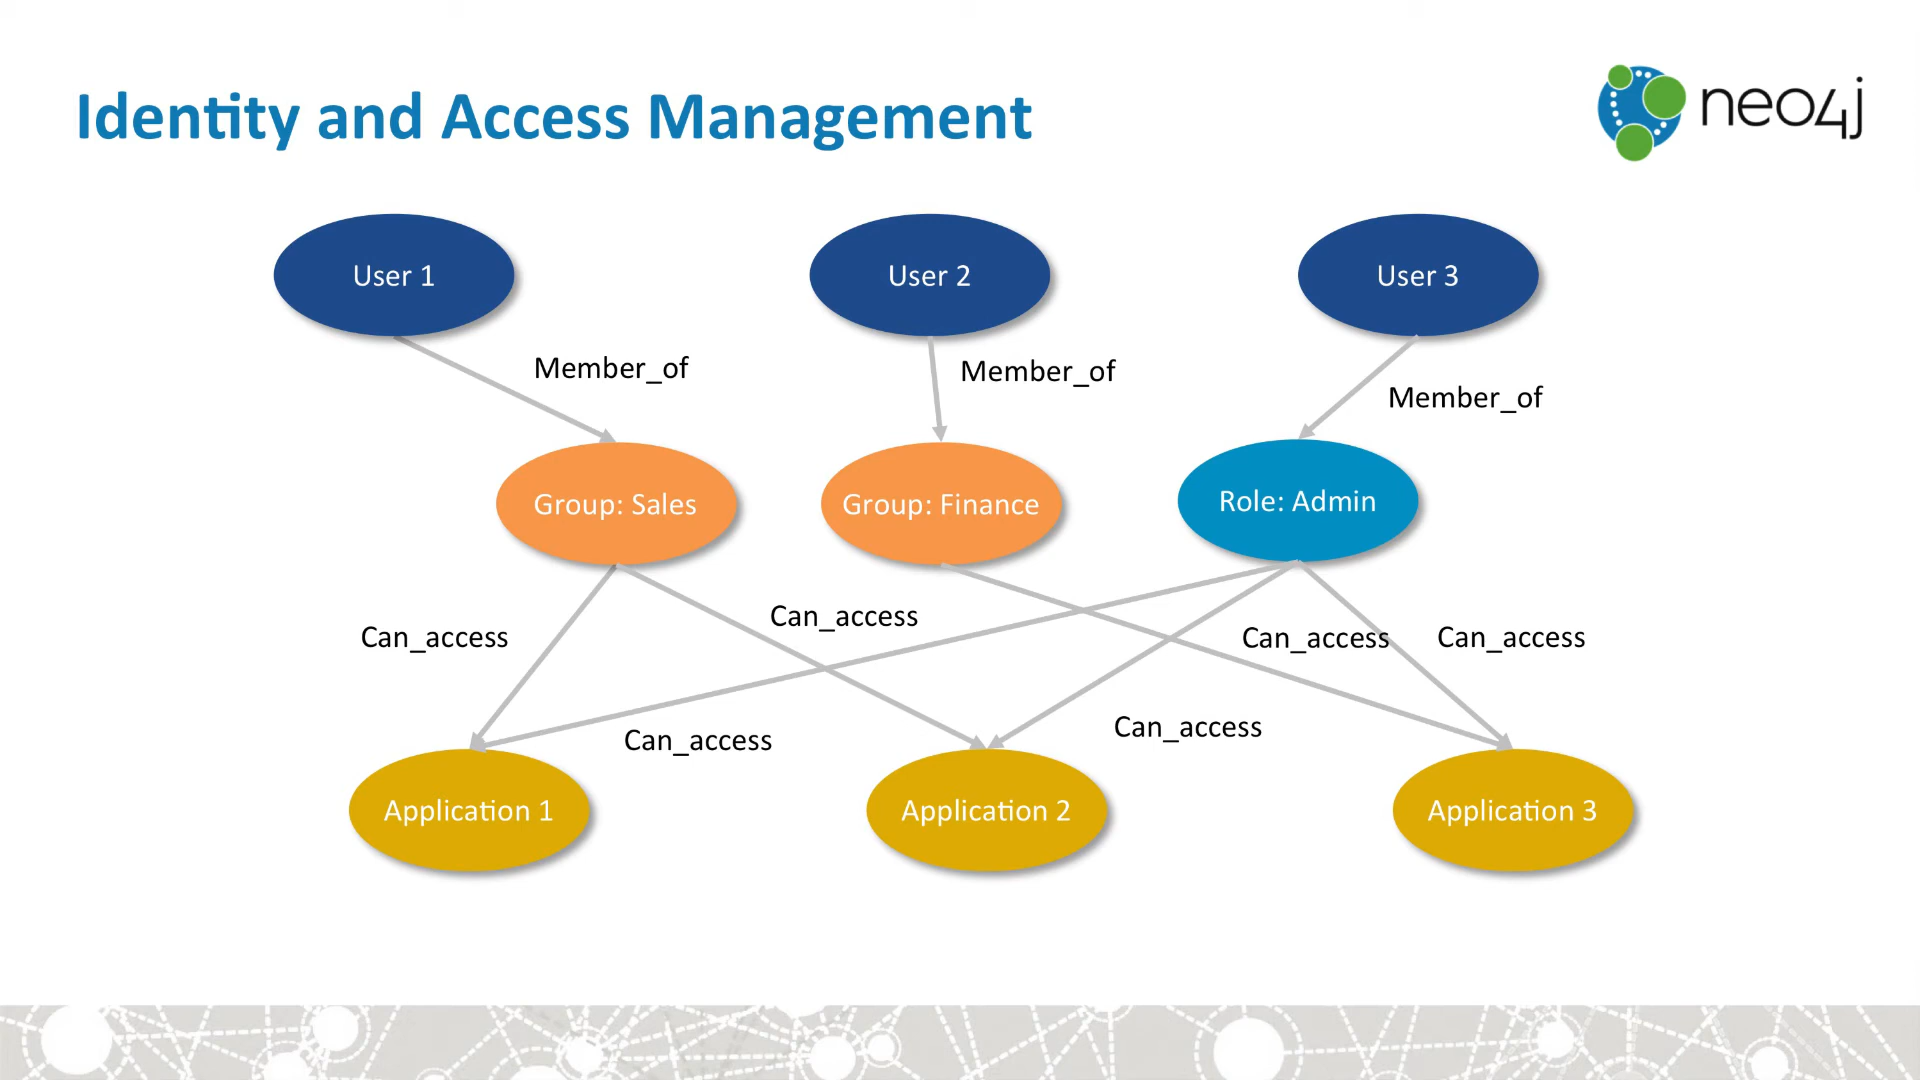 Identity and Access Management
neo4j
User 1
User 2
User 3
Member_of
Member_of
Member_of
Group: Sales
Group: Finance
Role: Admin
Can_access
Can_access
Can_access
Can_access
Can_access
Can_access
Application 1
Application 2
Application 3